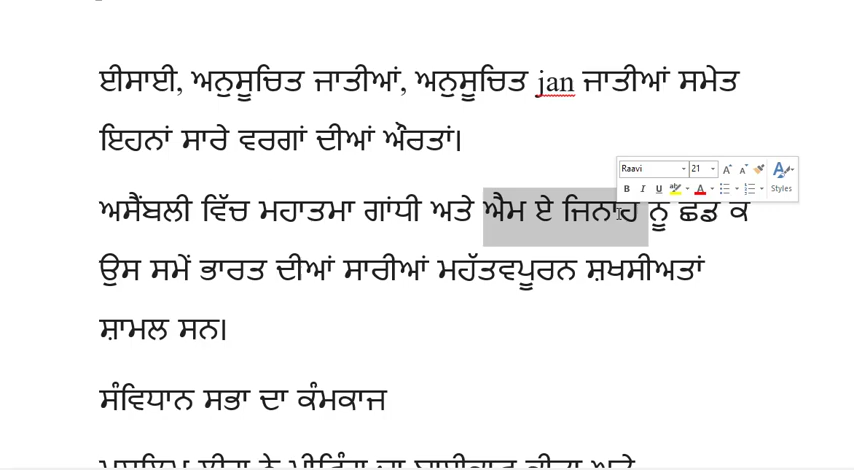 ਈਸਾਈ, ਅਨੁਸੂਚਿਤ ਜਾਤੀਆਂ, ਅਨੁਸੂਚਿਤ jan ਜਾਤੀਆਂ ਸਮੇਤ
ਇਹਨਾਂ ਸਾਰੇ ਵਰਗਾਂ ਦੀਆਂ ਔਰਤਾਂ।
Raavi 21
B I U ab A Styles
ਅਸੈਂਬਲੀ ਵਿੱਚ ਮਹਾਤਮਾ ਗਾਂਧੀ ਅਤੇ ਐਮ ਏ ਜਿਨਾਹ ਨੂੰ ਛੱਡ ਕੇ
ਉਸ ਸਮੇਂ ਭਾਰਤ ਦੀਆਂ ਸਾਰੀਆਂ ਮਹੱਤਵਪੂਰਨ ਸ਼ਖਸੀਅਤਾਂ
ਸ਼ਾਮਲ ਸਨ।
ਸੰਵਿਧਾਨ ਸਭਾ ਦਾ ਕੰਮਕਾਜ